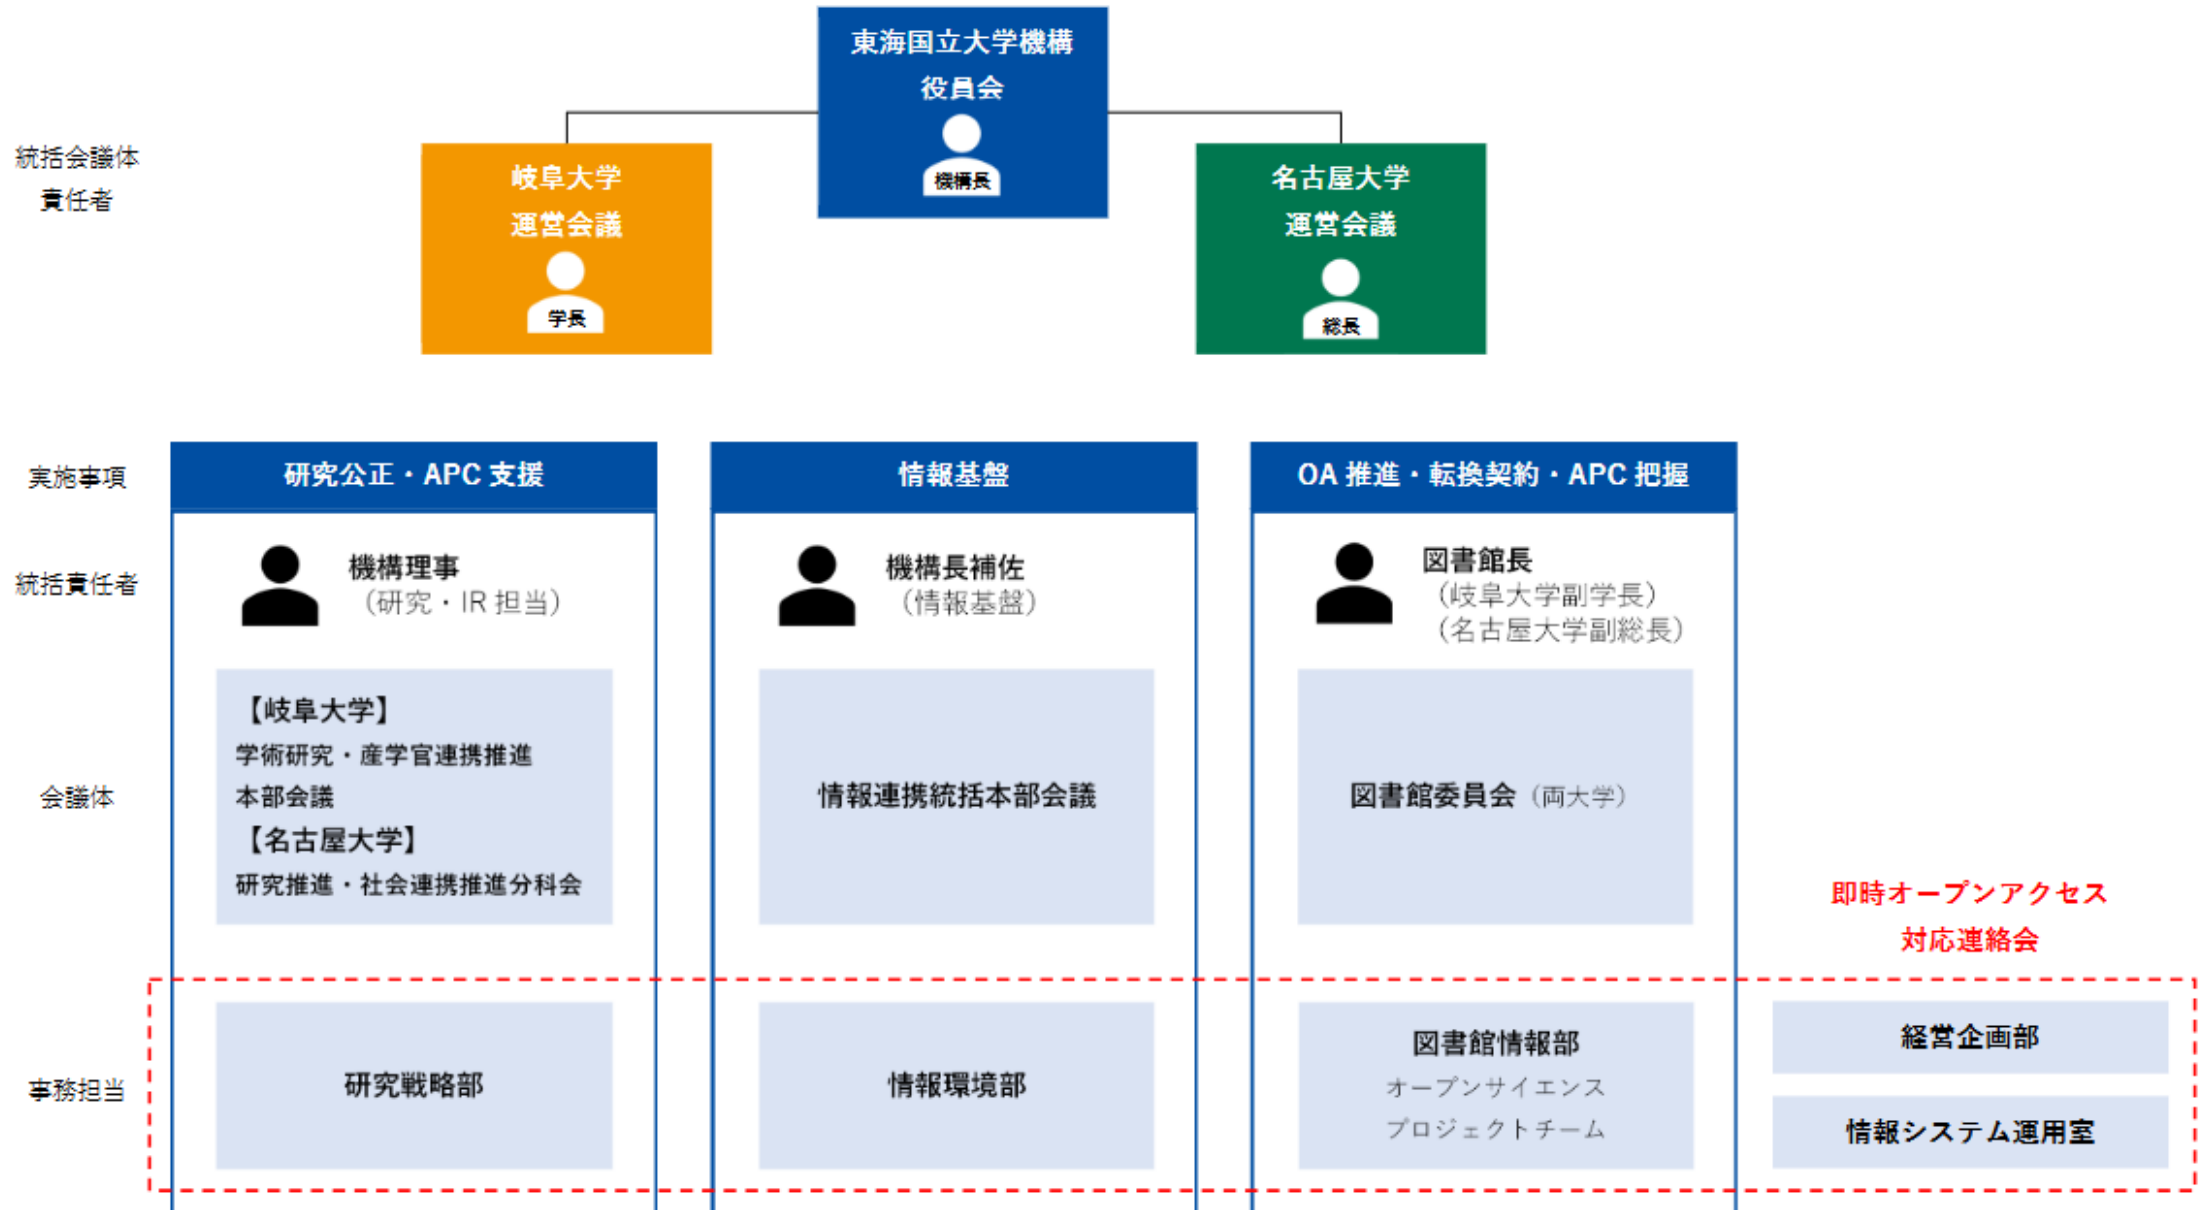 東海国立大学機構
役員会
機構長
統括会議体
責任者
岐阜大学
運営会議
学長
名古屋大学
運営会議
総長
実施事項
研究公正・APC 支援
情報基盤
OA 推進・転換契約・APC 把握
統括責任者
機構理事
（研究・IR 担当）
機構長補佐
（情報基盤）
図書館長
（岐阜大学副学長）
（名古屋大学副総長）
会議体
【岐阜大学】
学術研究・産学官連携推進
本部会議
【名古屋大学】
研究推進・社会連携推進分科会
情報連携統括本部会議
図書館委員会（両大学）
即時オープンアクセス
対応連絡会
事務担当
研究戦略部
情報環境部
図書館情報部
オープンサイエンス
プロジェクトチーム
経営企画部
情報システム運用室